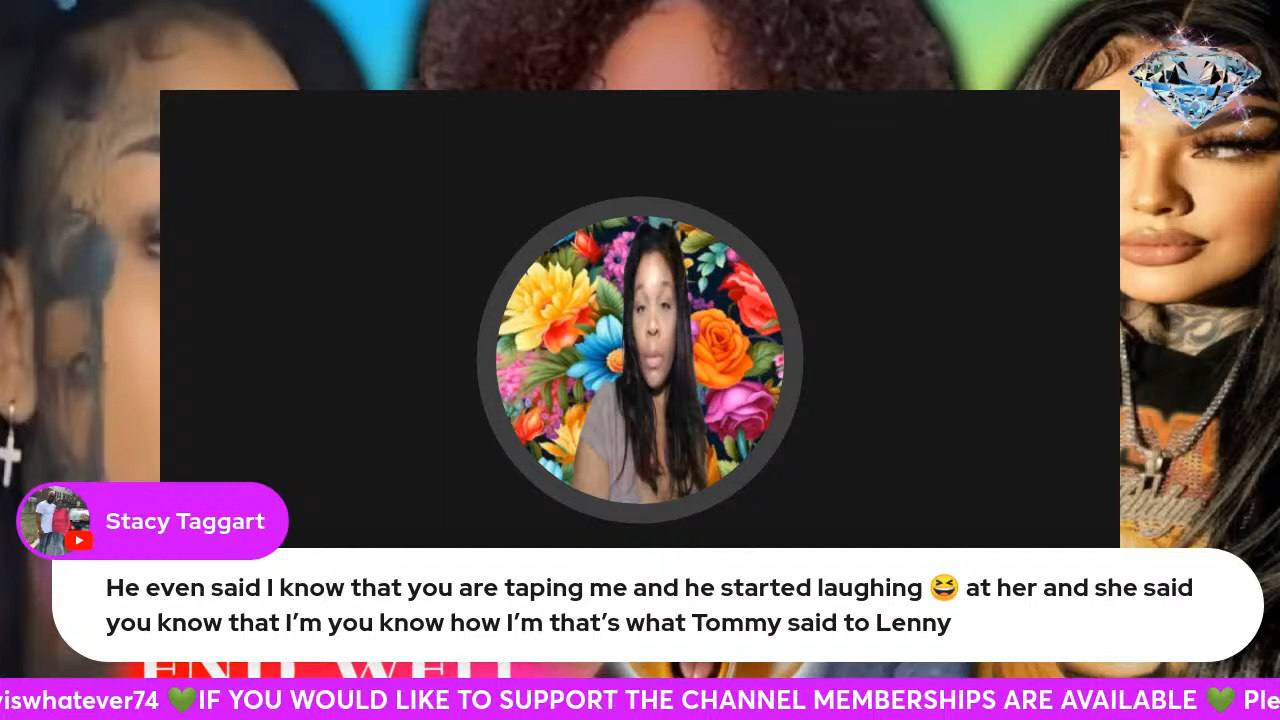 Stacy Taggart
He even said I know that you are taping me and he started laughing 😆 at her and she said
you know that I’m you know how I’m that’s what Tommy said to Lenny
END WELL
viswhatever74 💚IF YOU WOULD LIKE TO SUPPORT THE CHANNEL MEMBERSHIPS ARE AVAILABLE 💚 Ple